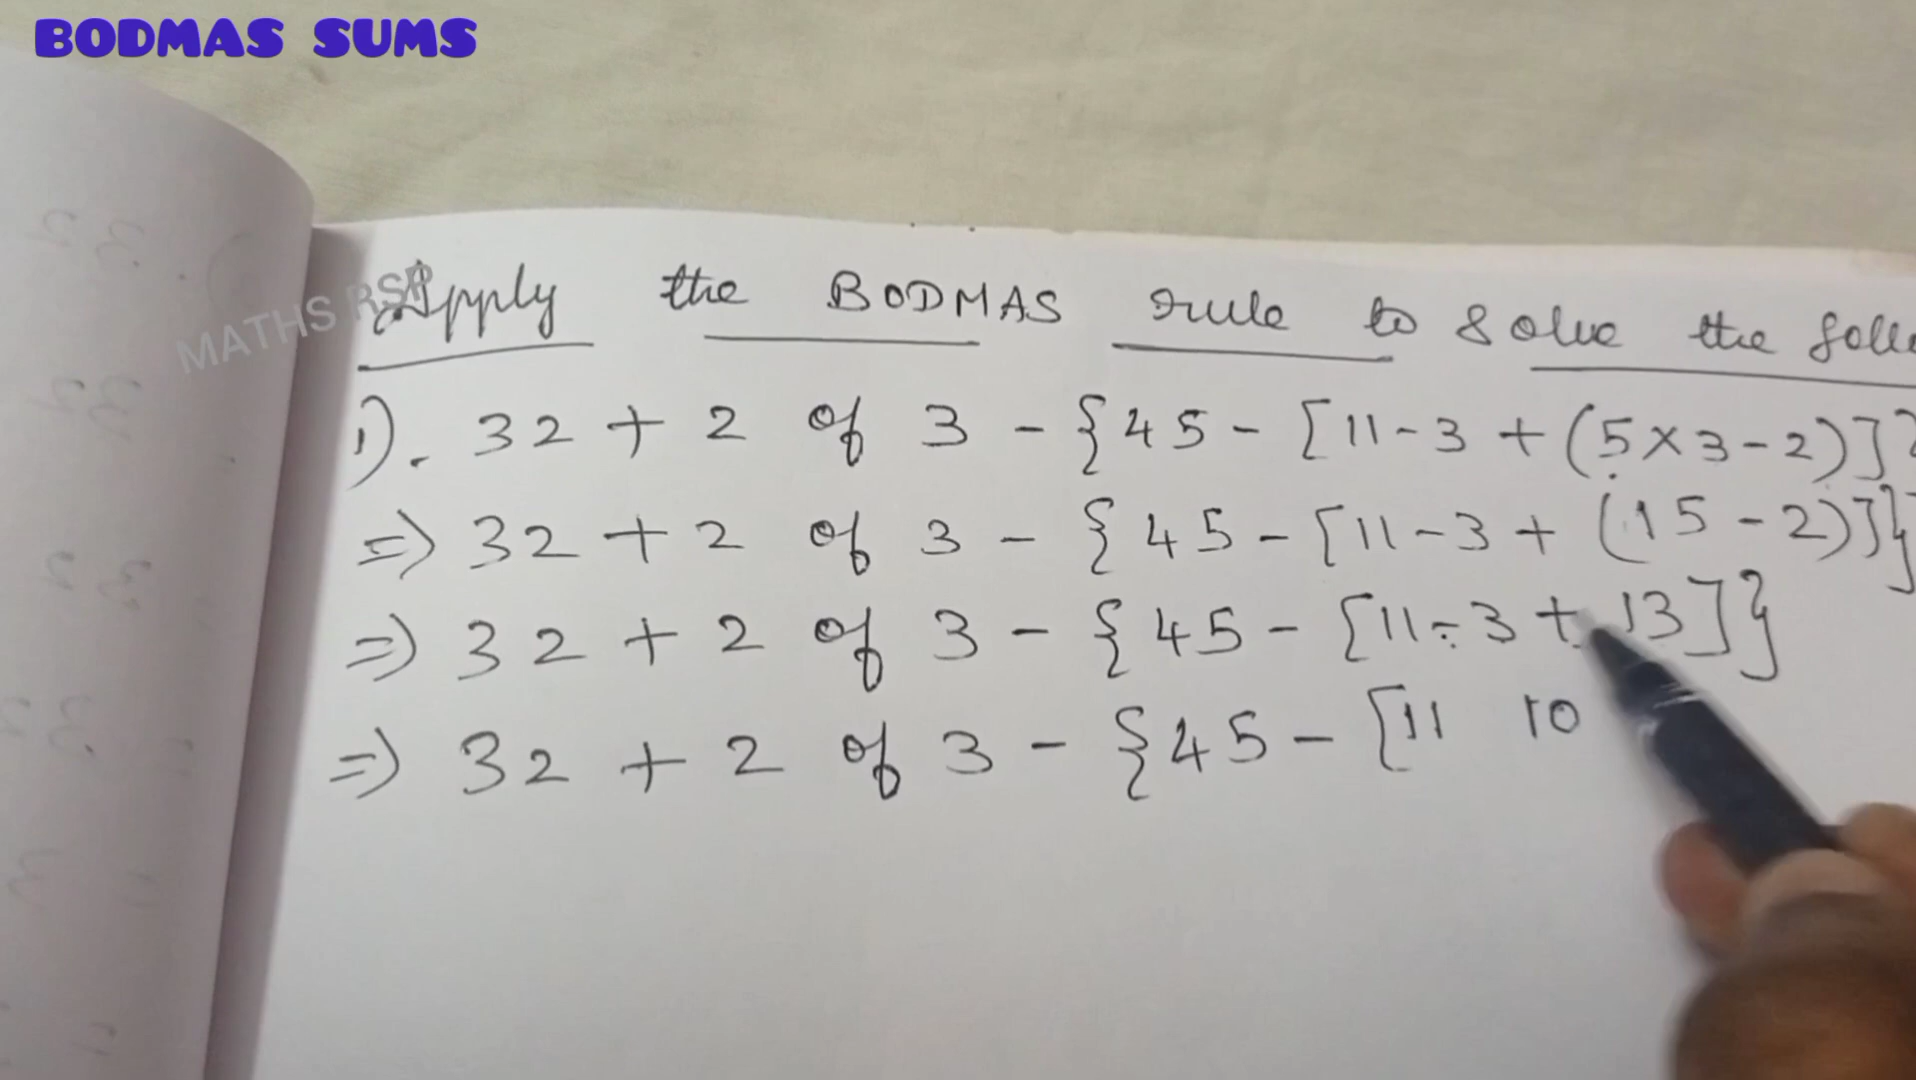 BODMAS SUMS
MATHS RSP
Apply the BODMAS rule to solve the
1). 32 + 2 of 3 - {45 - [11-3 + (5×3-2)]}
=> 32 + 2 of 3 - {45 - [11-3 + (15-2)]}
=> 32 + 2 of 3 - {45 - [11-3 + 13]}
=> 32 + 2 of 3 - {45 - [11 10